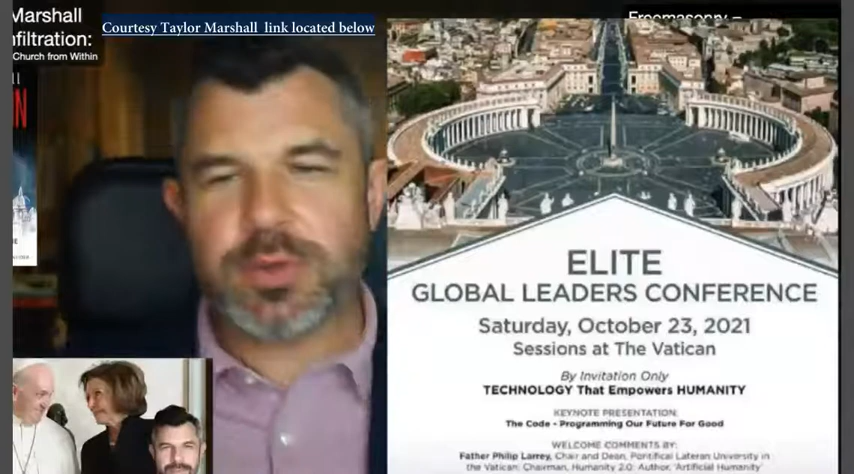 Marshall
nfiltration:
Church from Within
Courtesy Taylor Marshall link located below
Freemasonry –
N
ELITE
GLOBAL LEADERS CONFERENCE
Saturday, October 23, 2021
Sessions at The Vatican
By Invitation Only
TECHNOLOGY That Empowers HUMANITY
KEYNOTE PRESENTATION:
The Code - Programming Our Future For Good
WELCOME COMMENTS BY:
Father Philip Larrey, Chair and Dean, Pontifical Lateran University in
the Vatican; Chairman, Humanity 2.0; Author, 'Artificial Humanity